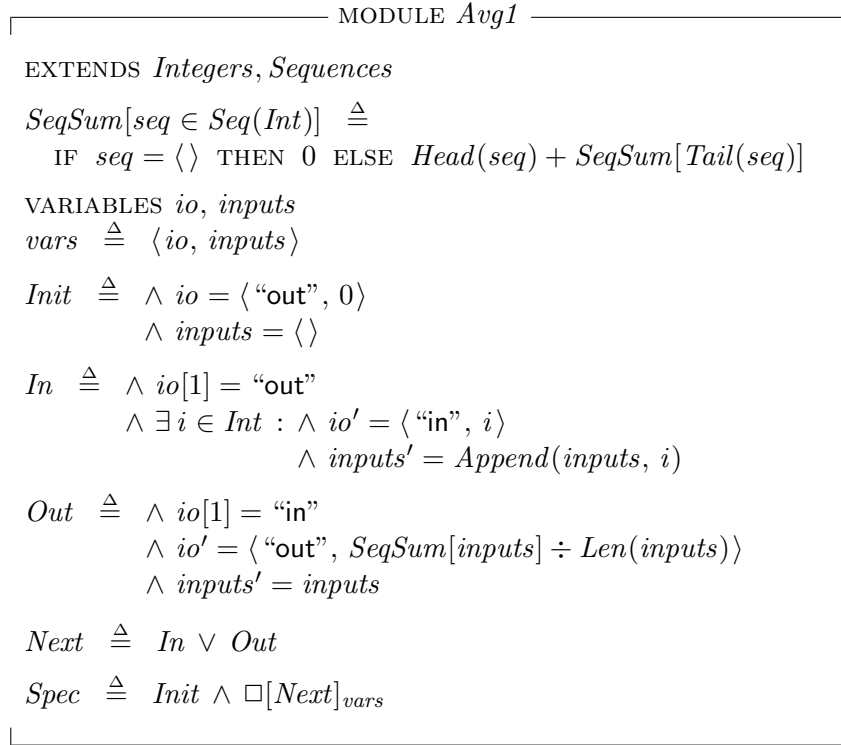 MODULE Avg1
EXTENDS Integers, Sequences
SeqSum[seq ∈ Seq(Int)] ≜
IF seq = ⟨ ⟩ THEN 0 ELSE Head(seq) + SeqSum[Tail(seq)]
VARIABLES io, inputs
vars ≜ ⟨io, inputs⟩
Init ≜ ∧ io = ⟨“out”, 0⟩
∧ inputs = ⟨ ⟩
In ≜ ∧ io[1] = “out”
∧ ∃ i ∈ Int : ∧ io′ = ⟨“in”, i⟩
∧ inputs′ = Append(inputs, i)
Out ≜ ∧ io[1] = “in”
∧ io′ = ⟨“out”, SeqSum[inputs] ÷ Len(inputs)⟩
∧ inputs′ = inputs
Next ≜ In ∨ Out
Spec ≜ Init ∧ □[Next]_vars